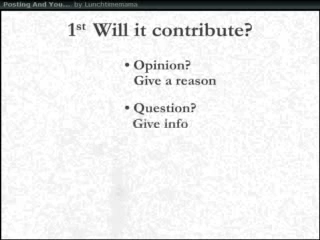 Posting And You... by Lunchtimemama
1st Will it contribute?
• Opinion?
Give a reason
• Question?
Give info